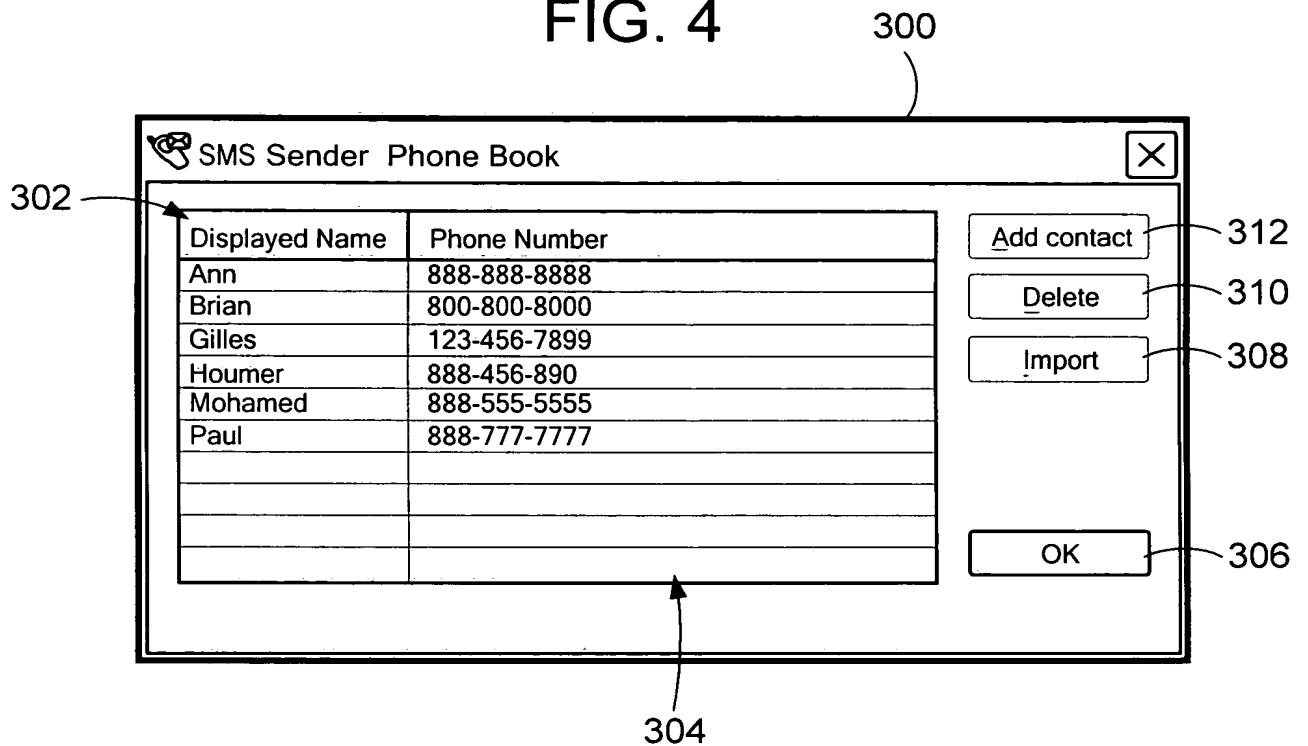 FIG. 4
300
SMS Sender Phone Book
302
Displayed Name Phone Number
Add contact 312
Ann 888-888-8888
Delete 310
Brian 800-800-8000
Gilles 123-456-7899
Import 308
Houmer 888-456-890
Mohamed 888-555-5555
Paul 888-777-7777
OK 306
304